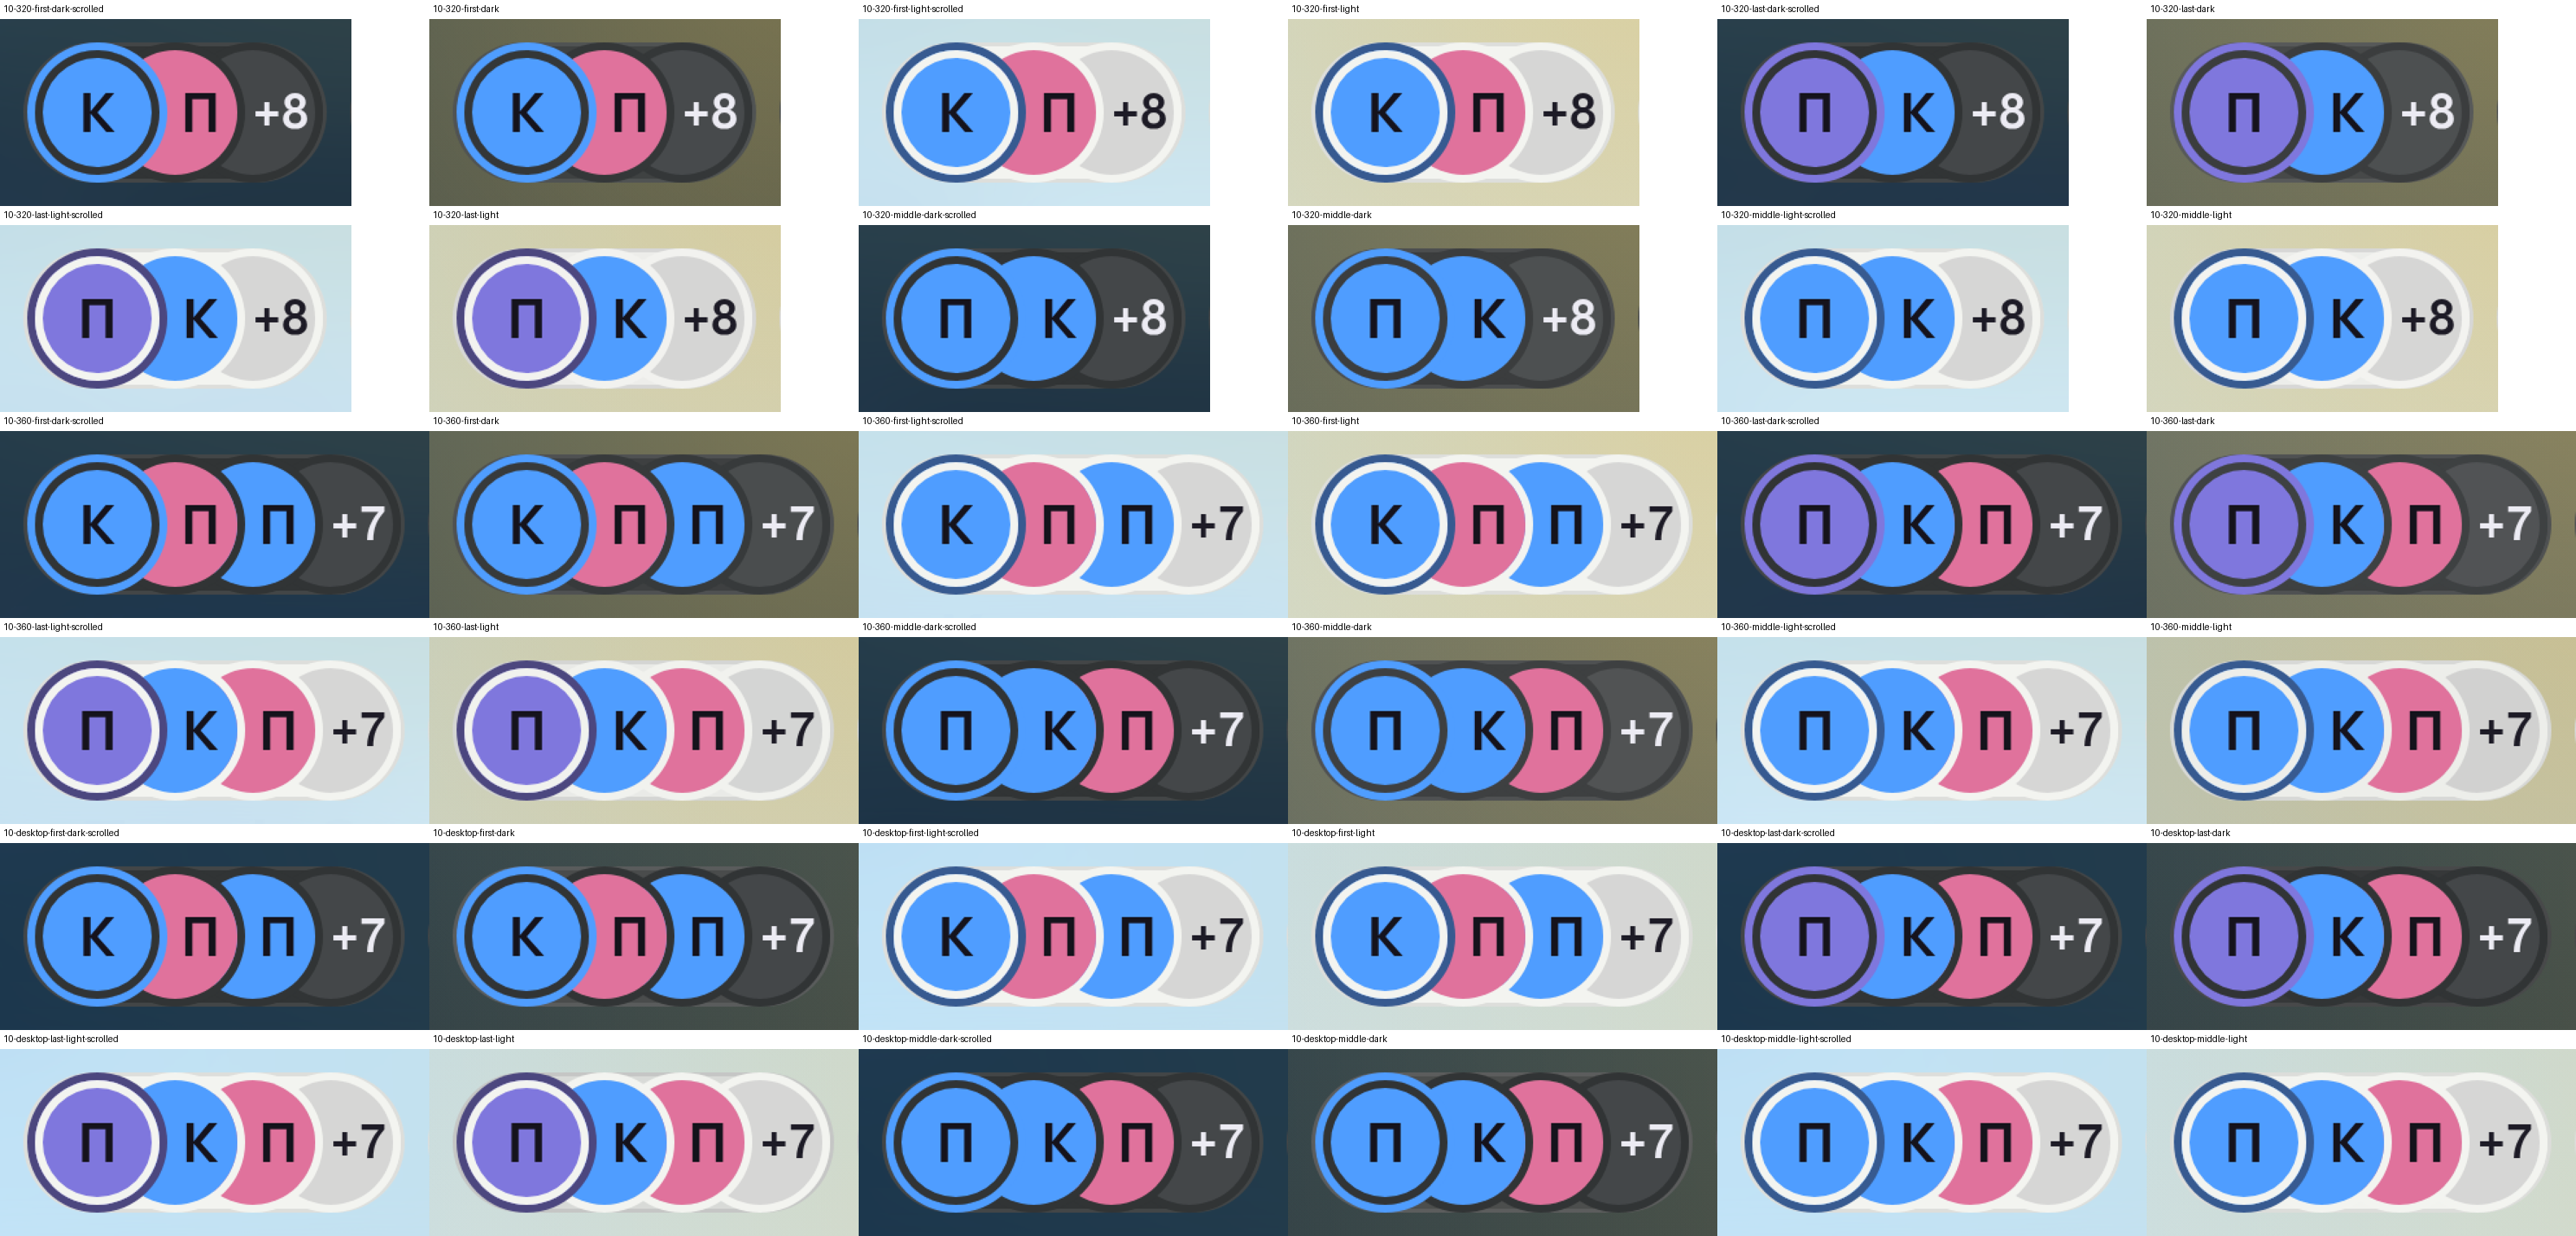 10-320-first-dark-scrolled 10-320-first-dark 10-320-first-light-scrolled 10-320-first-light 10-320-last-dark-scrolled 10-320-last-dark
К П +8 К П +8 К П +8 К П +8 П К +8 П К +8
10-320-last-light-scrolled 10-320-last-light 10-320-middle-dark-scrolled 10-320-middle-dark 10-320-middle-light-scrolled 10-320-middle-light
П К +8 П К +8 П К +8 П К +8 П К +8 П К +8
10-360-first-dark-scrolled 10-360-first-dark 10-360-first-light-scrolled 10-360-first-light 10-360-last-dark-scrolled 10-360-last-dark
К П П +7 К П П +7 К П П +7 К П П +7 П К П +7 П К П +7
10-360-last-light-scrolled 10-360-last-light 10-360-middle-dark-scrolled 10-360-middle-dark 10-360-middle-light-scrolled 10-360-middle-light
П К П +7 П К П +7 П К П +7 П К П +7 П К П +7 П К П +7
10-desktop-first-dark-scrolled 10-desktop-first-dark 10-desktop-first-light-scrolled 10-desktop-first-light 10-desktop-last-dark-scrolled 10-desktop-last-dark
К П П +7 К П П +7 К П П +7 К П П +7 П К П +7 П К П +7
10-desktop-last-light-scrolled 10-desktop-last-light 10-desktop-middle-dark-scrolled 10-desktop-middle-dark 10-desktop-middle-light-scrolled 10-desktop-middle-light
П К П +7 П К П +7 П К П +7 П К П +7 П К П +7 П К П +7